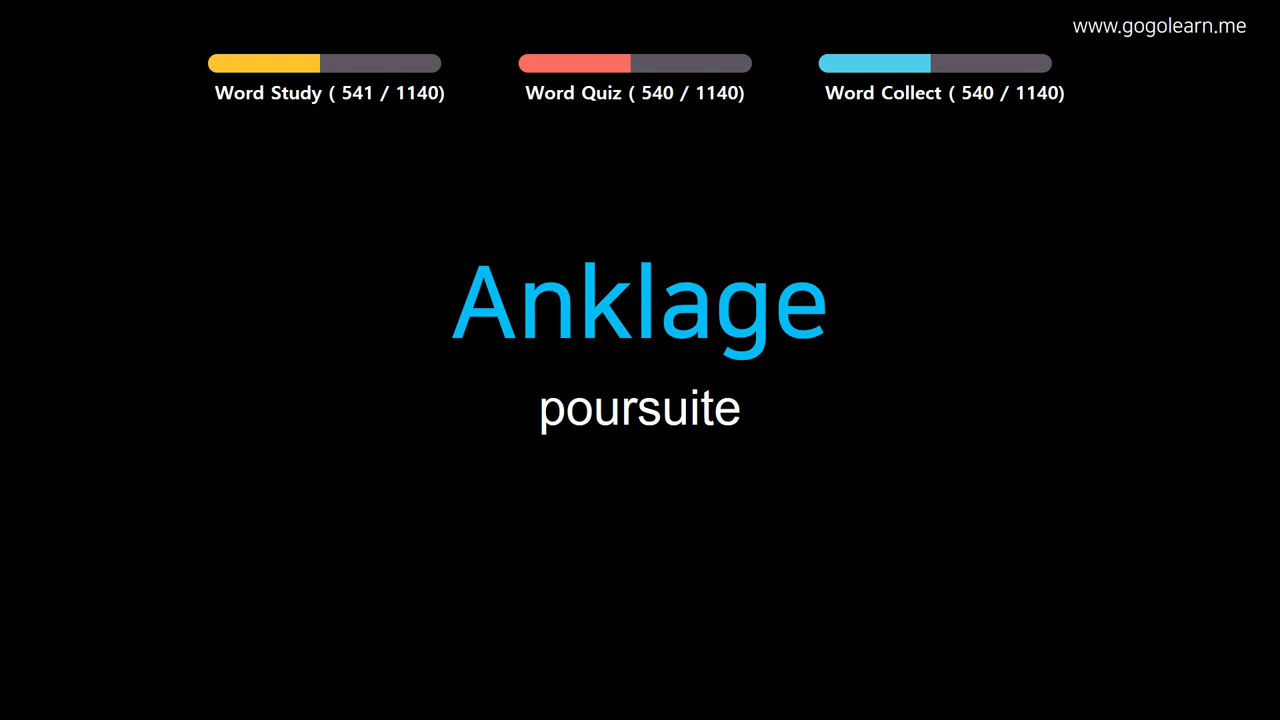 www.gogolearn.me
Word Study ( 541 / 1140)
Word Quiz ( 540 / 1140)
Word Collect ( 540 / 1140)
Anklage
poursuite